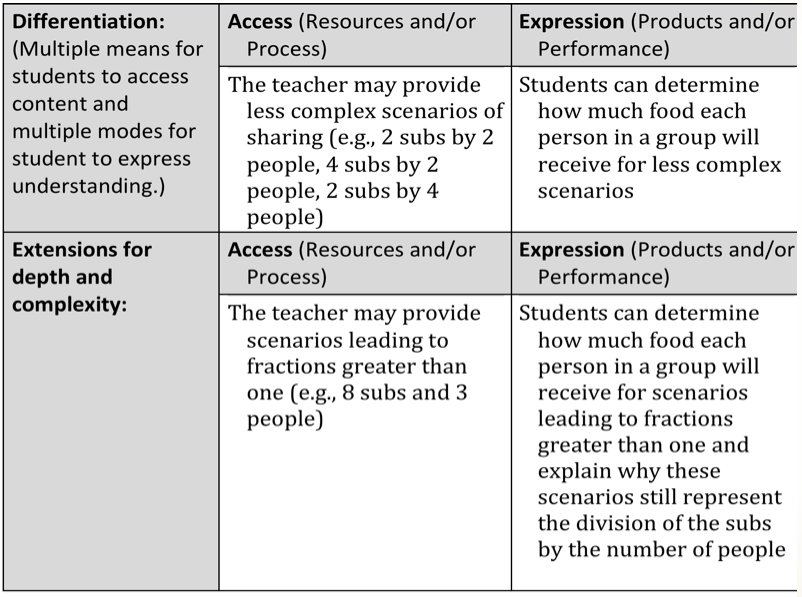 Differentiation:
(Multiple means for
students to access
content and
multiple modes for
student to express
understanding.)
Access (Resources and/or
Process)
Expression (Products and/or
Performance)
The teacher may provide
less complex scenarios of
sharing (e.g., 2 subs by 2
people, 4 subs by 2
people, 2 subs by 4
people)
Students can determine
how much food each
person in a group will
receive for less complex
scenarios
Extensions for
depth and
complexity:
Access (Resources and/or
Process)
Expression (Products and/or
Performance)
The teacher may provide
scenarios leading to
fractions greater than
one (e.g., 8 subs and 3
people)
Students can determine
how much food each
person in a group will
receive for scenarios
leading to fractions
greater than one and
explain why these
scenarios still represent
the division of the subs
by the number of people